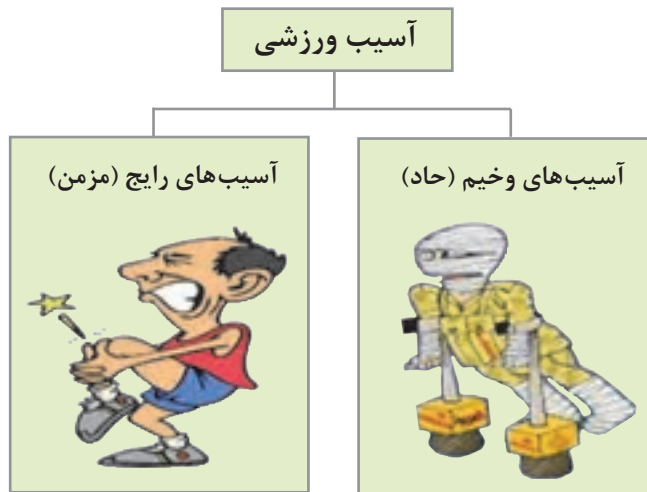 آسیب ورزشی
آسیب‌های وخیم (حاد)
آسیب‌های رایج (مزمن)